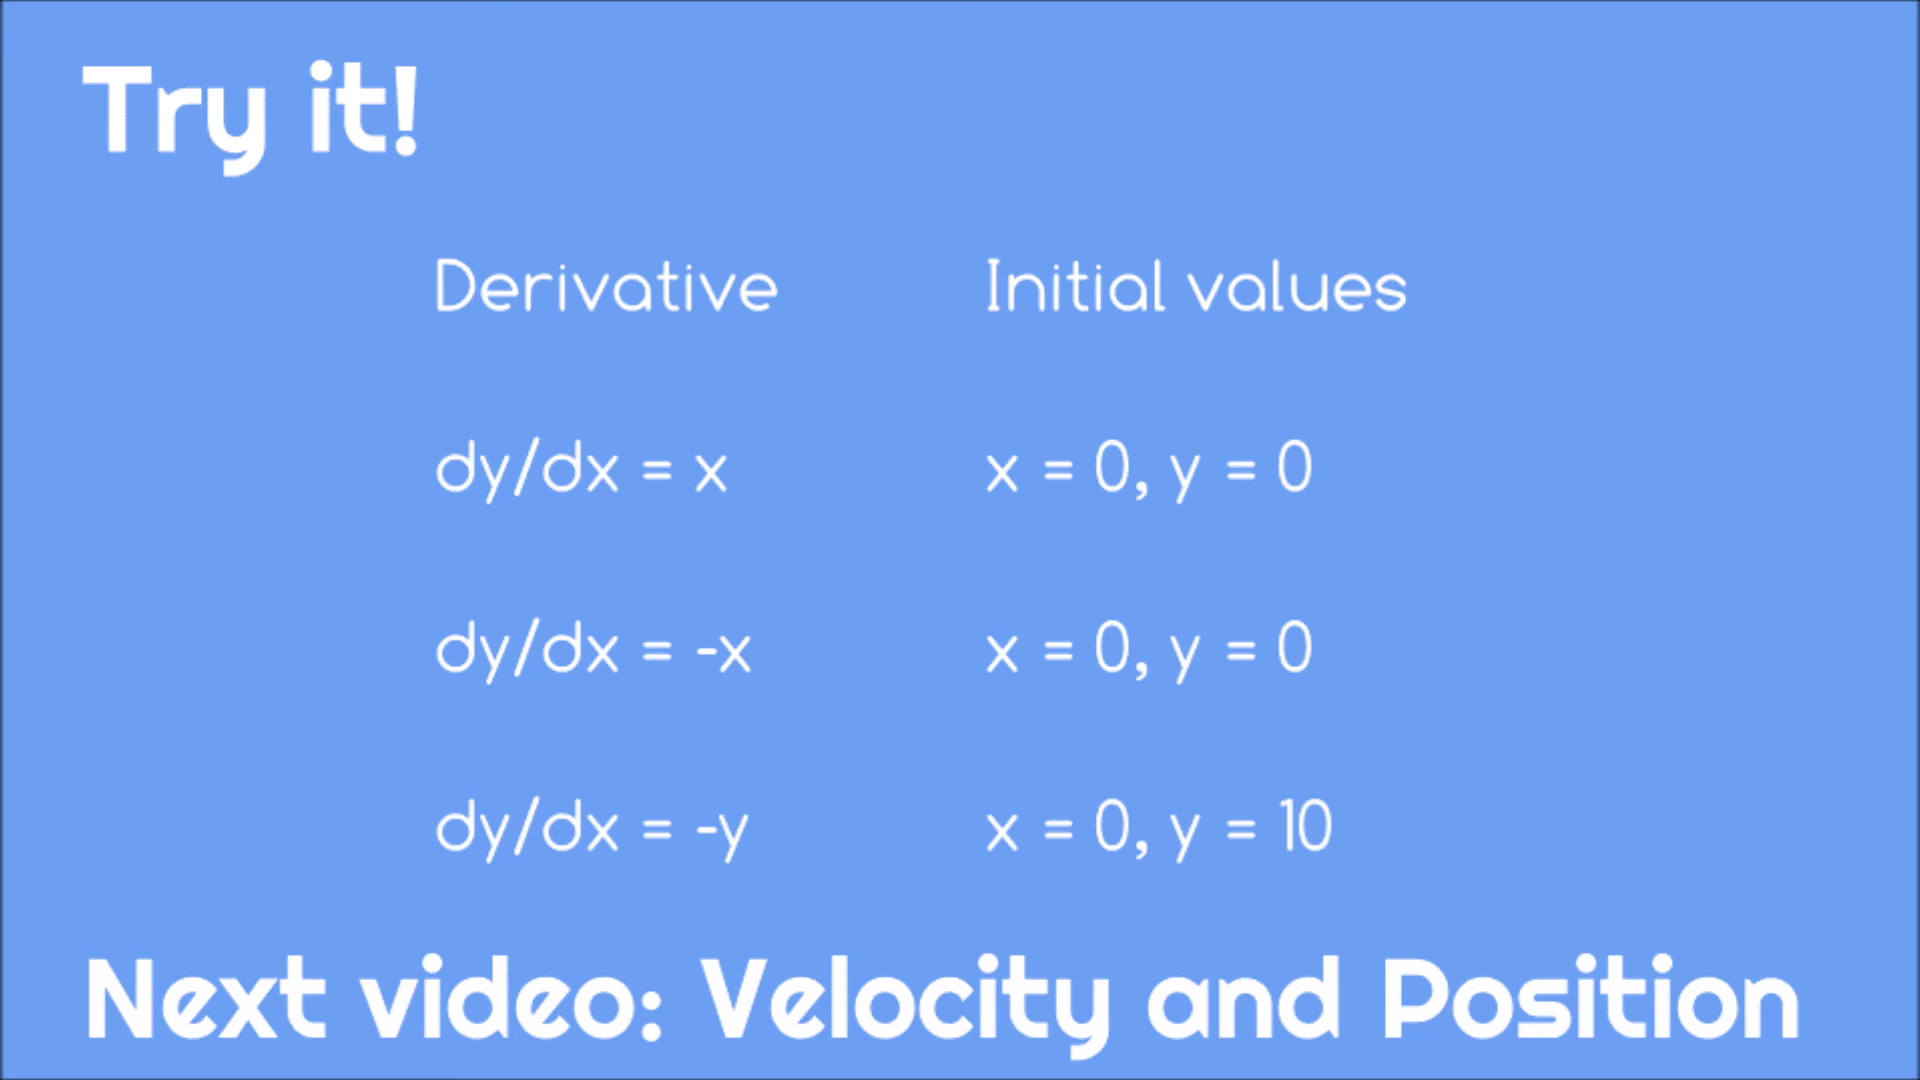 Try it!
Derivative Initial values
dy/dx = x x = 0, y = 0
dy/dx = -x x = 0, y = 0
dy/dx = -y x = 0, y = 10
Next video: Velocity and Position